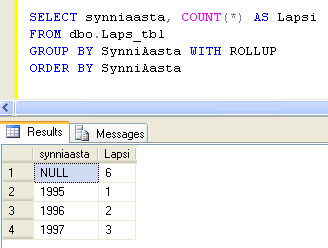 SELECT synniaasta, COUNT(*) AS Lapsi
FROM dbo.Laps_tbl
GROUP BY SynniAasta WITH ROLLUP
ORDER BY SynniAasta
Results Messages
synniaasta Lapsi
1 NULL 6
2 1995 1
3 1996 2
4 1997 3